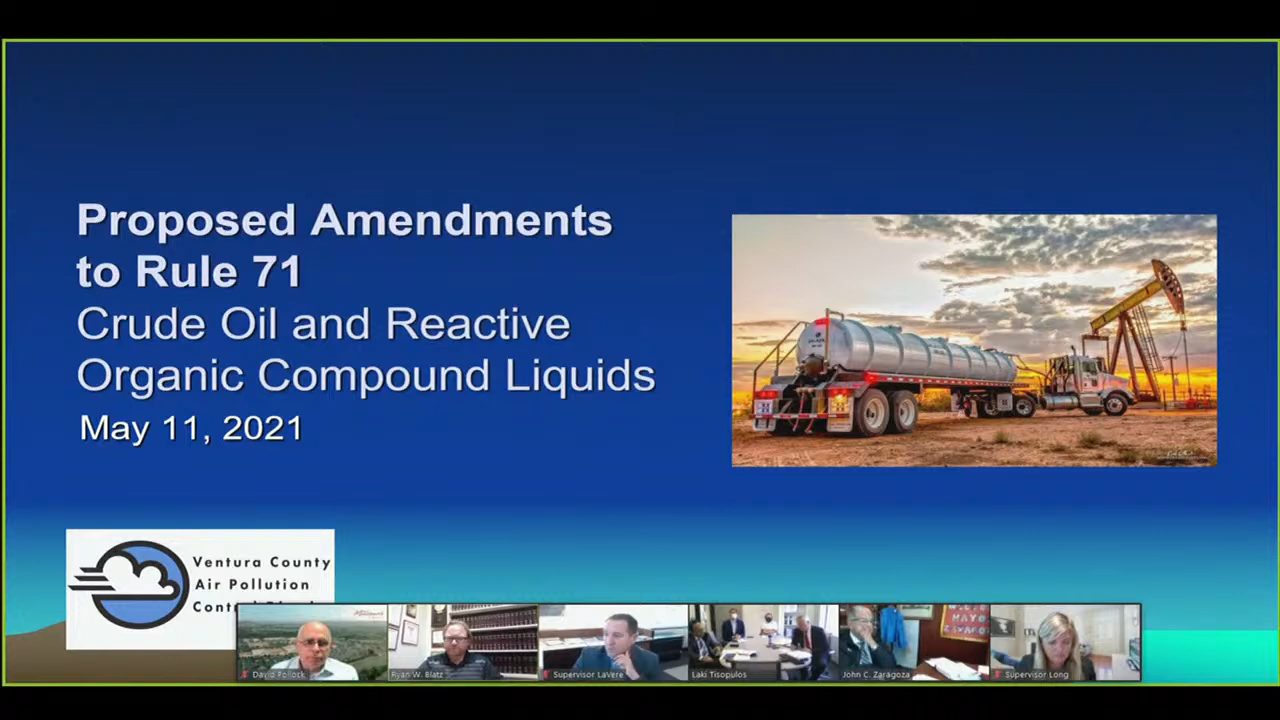 Proposed Amendments
to Rule 71
Crude Oil and Reactive
Organic Compound Liquids
May 11, 2021
Ventura County
Air Pollution
David Pollock
Ryan W. Blatz
Supervisor LaVere
Laki Tisopulos
John C. Zaragoza
Supervisor Long